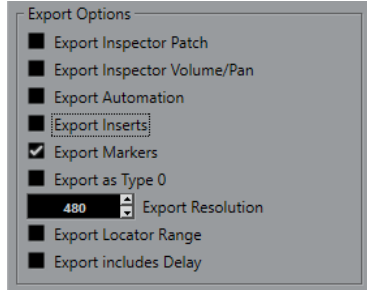 Export Options
Export Inspector Patch
Export Inspector Volume/Pan
Export Automation
Export Inserts
Export Markers
Export as Type 0
480 Export Resolution
Export Locator Range
Export includes Delay